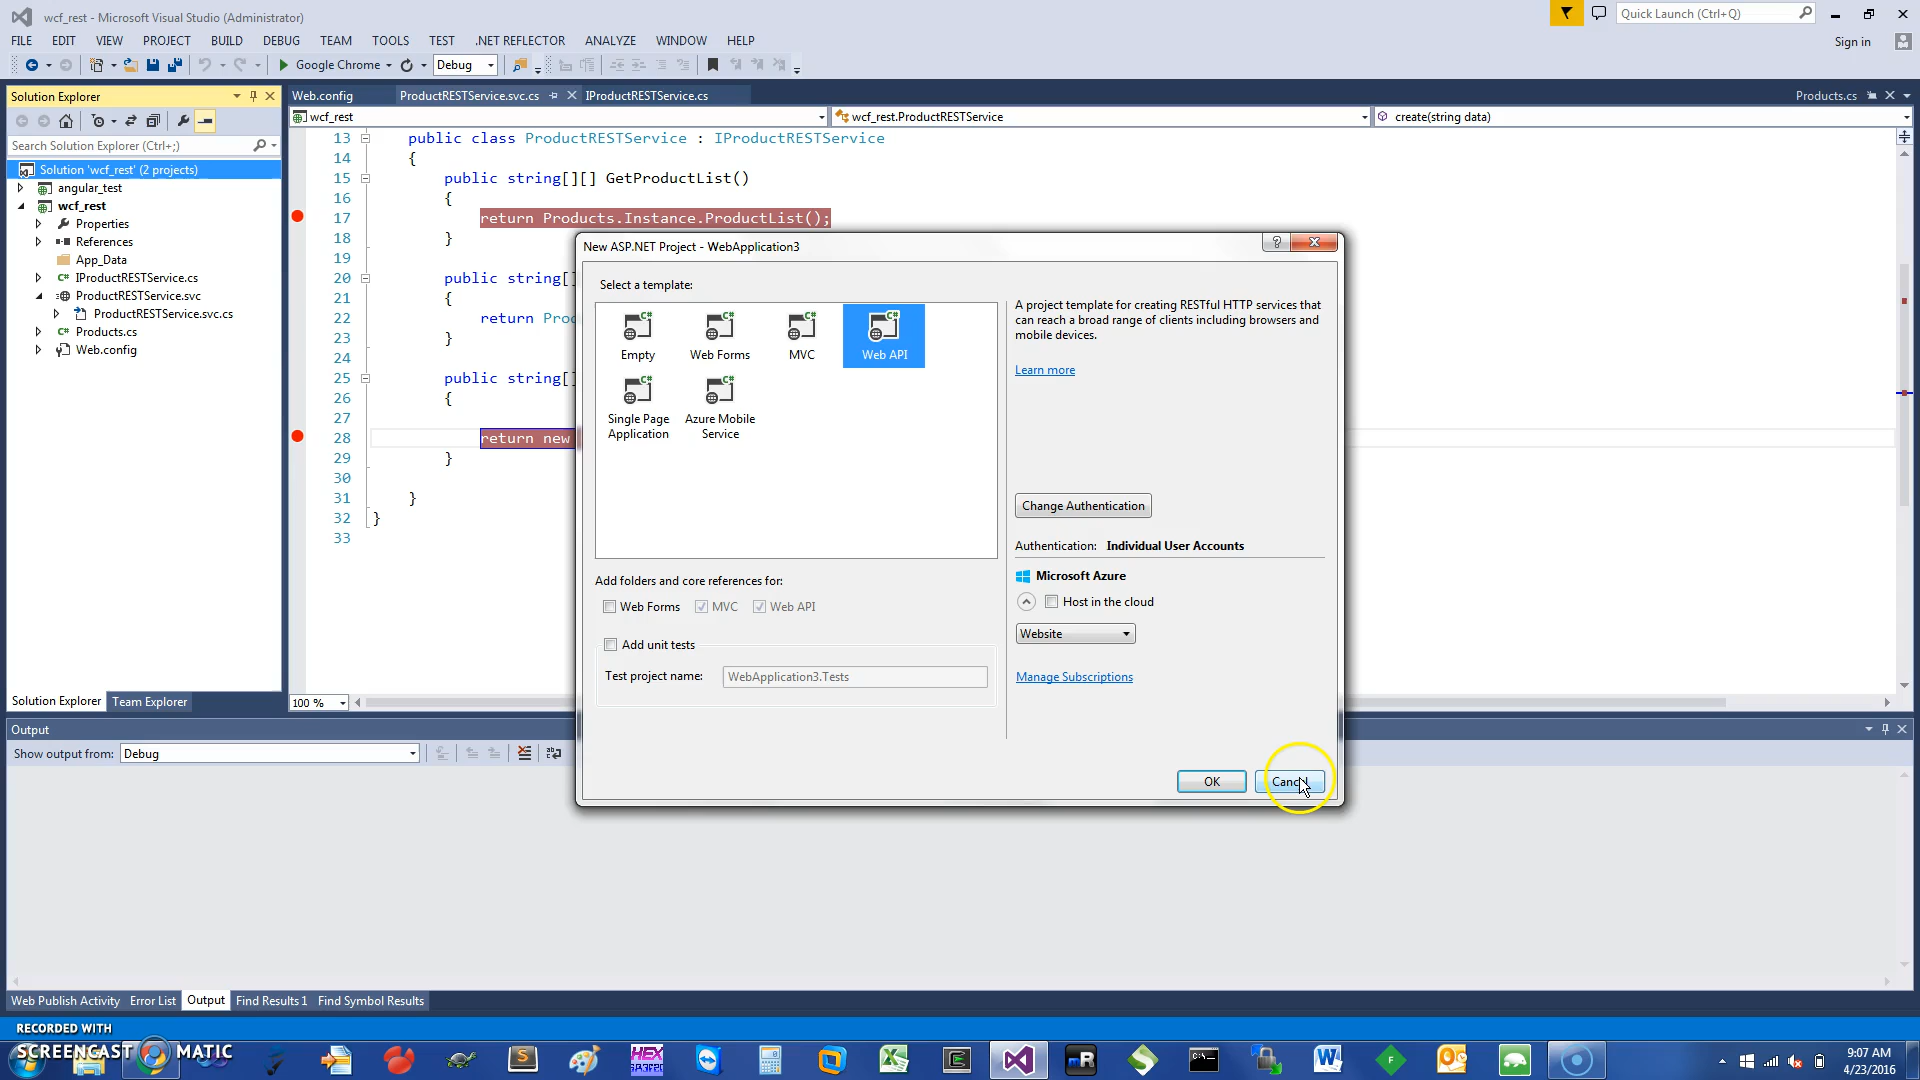 wcf_rest - Microsoft Visual Studio (Administrator)
Quick Launch (Ctrl+Q)
FILE EDIT VIEW PROJECT BUILD DEBUG TEAM TOOLS TEST .NET REFLECTOR ANALYZE WINDOW HELP
Sign in
Google Chrome
Debug
Solution Explorer
Search Solution Explorer (Ctrl+;)
Solution 'wcf_rest' (2 projects)
angular_test
wcf_rest
Properties
References
App_Data
IProductRESTService.cs
ProductRESTService.svc
ProductRESTService.svc.cs
Products.cs
Web.config
Solution Explorer Team Explorer
Web.config ProductRESTService.svc.cs IProductRESTService.cs Products.cs
wcf_rest wcf_rest.ProductRESTService create(string data)
13 public class ProductRESTService : IProductRESTService
14 {
15 public string[][] GetProductList()
16 {
17 return Products.Instance.ProductList();
18 }
19
20 public string[]
21 {
22 return Proc
23 }
24
25 public string[]
26 {
27
28 return new
29 }
30
31 }
32 }
33
100 %
New ASP.NET Project - WebApplication3
Select a template:
Empty
Web Forms
MVC
Web API
Single Page
Application
Azure Mobile
Service
A project template for creating RESTful HTTP services that
can reach a broad range of clients including browsers and
mobile devices.
Learn more
Change Authentication
Authentication: Individual User Accounts
Microsoft Azure
Host in the cloud
Website
Manage Subscriptions
Add folders and core references for:
Web Forms MVC Web API
Add unit tests
Test project name: WebApplication3.Tests
OK Cancel
Output
Show output from: Debug
Web Publish Activity Error List Output Find Results 1 Find Symbol Results
RECORDED WITH
SCREENCAST MATIC
HEX
9:07 AM
4/23/2016